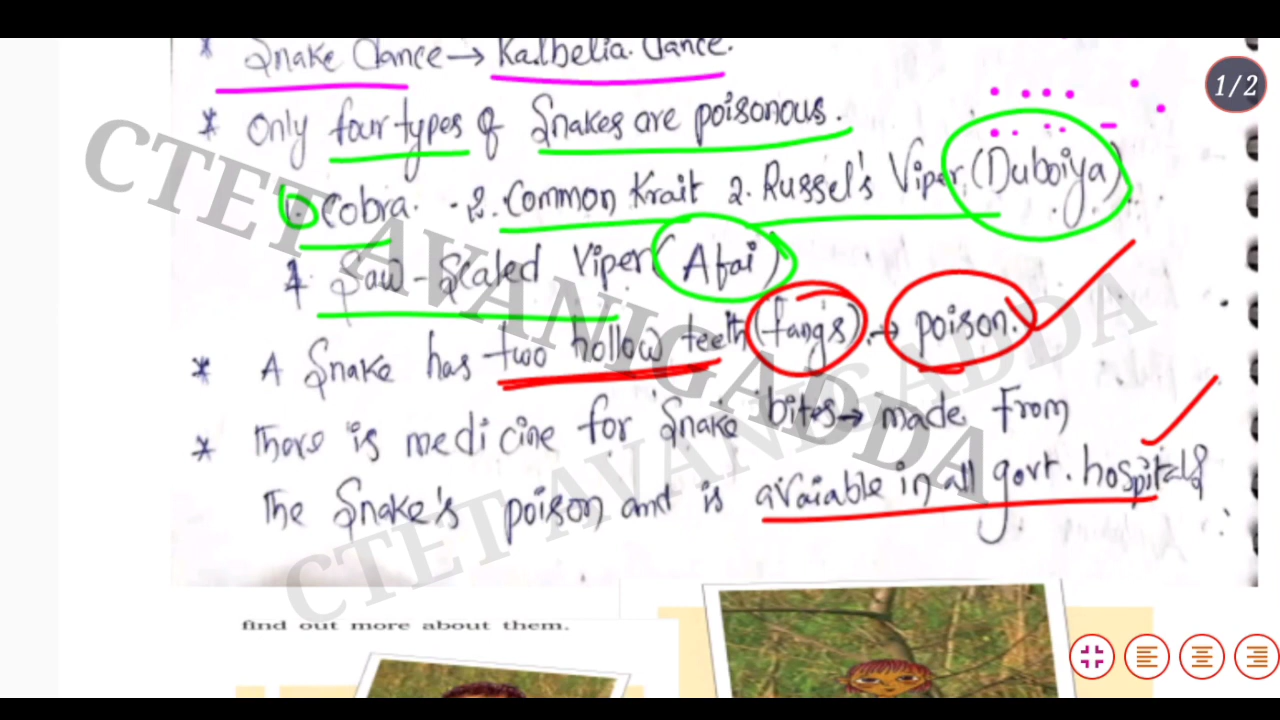 * Snake dance → Kalbelia dance.
1/2
* Only four types of Snakes are poisonous.
1. Cobra. 2. Common Krait 2. Russel's Viper (Duboiya)
4. Saw-Scaled Viper (Afai)
* A Snake has two hollow teeth (fangs). → poison.
* There is medicine for Snake bites → made From
The Snake's poison and is avaiable in all govt. hospitals
CTET AVANIGADDA
CTET AVANIGADDA
find out more about them.